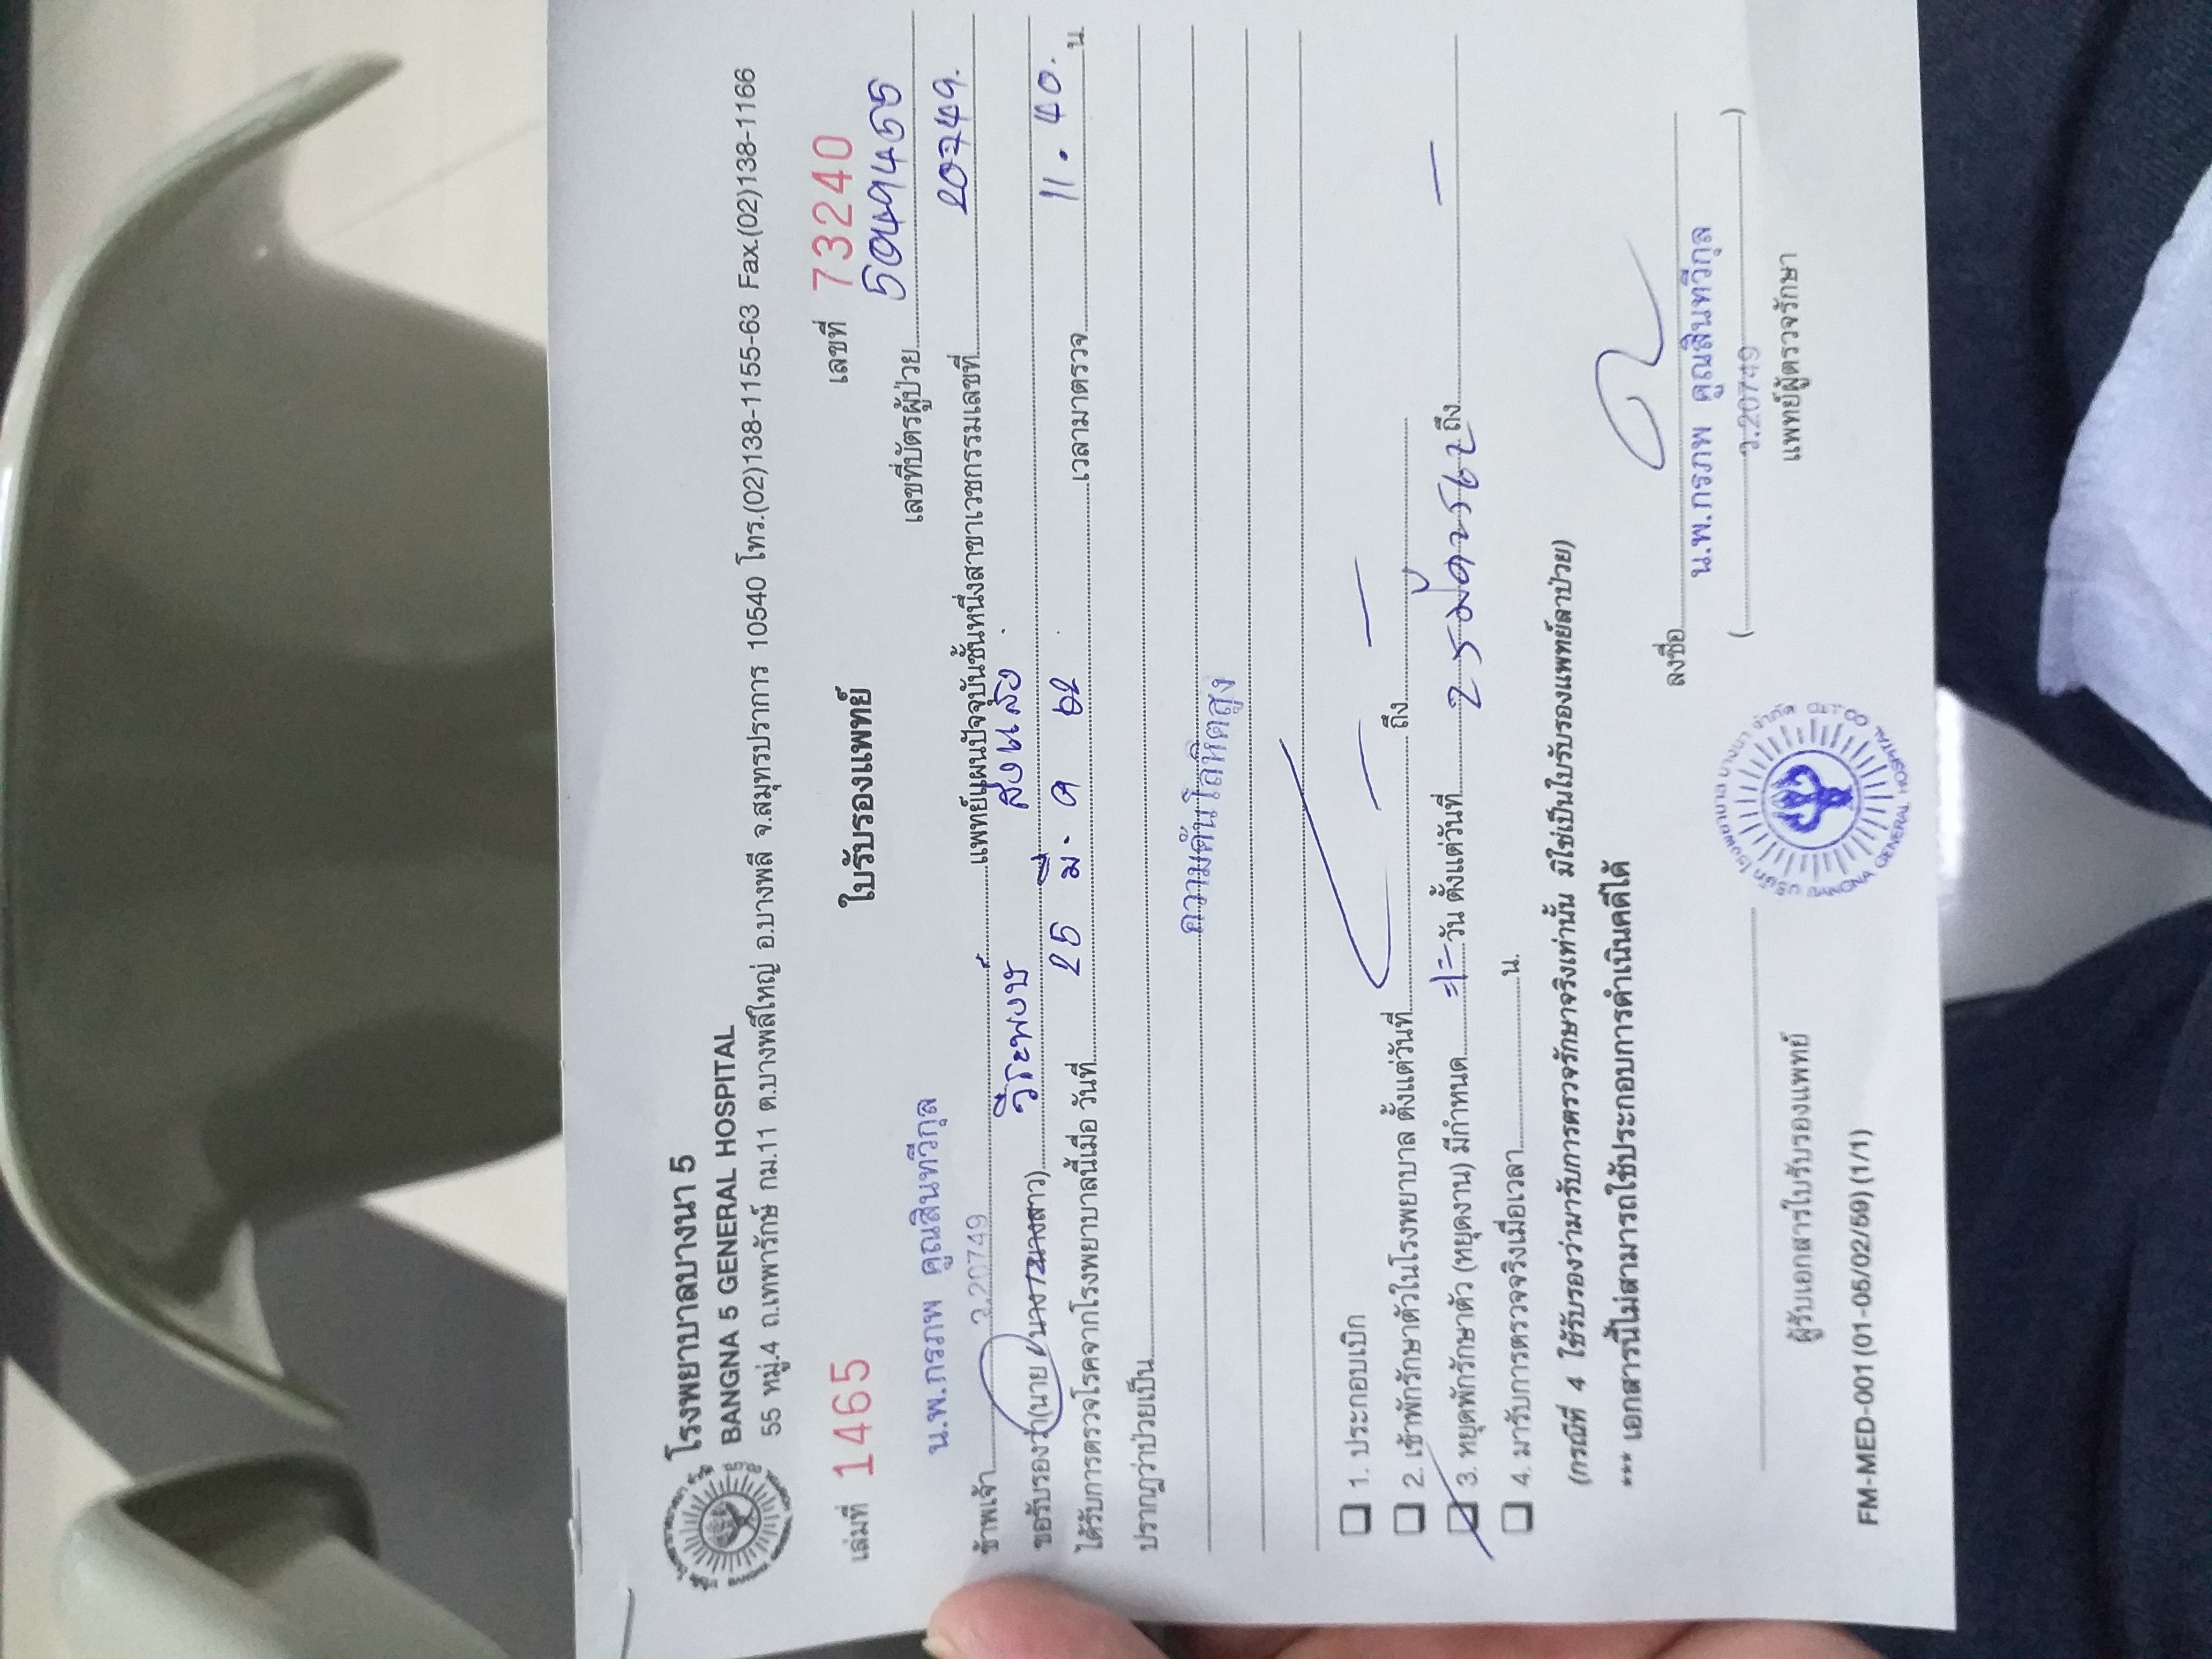 โรงพยาบาลบางนา 5
BANGNA 5 GENERAL HOSPITAL
55 หมู่.4 ถ.เทพารักษ์ กม.11 ต.บางพลีใหญ่ อ.บางพลี จ.สมุทรปราการ 10540 โทร.(02)138-1155-63 Fax.(02)138-1166
เล่มที่ 1465 ใบรับรองแพทย์ เลขที่ 73240
เลขที่บัตรผู้ป่วย 5049455
น.พ.กรภพ คูณสินทวีกุล
ข้าพเจ้า ว.20749 แพทย์แผนปัจจุบันชั้นหนึ่งสาขาเวชกรรมเลขที่ 20749.
ขอรับรองว่า(นาย / นาง / นางสาว) วีระพงษ์ ส่งแสง
ได้รับการตรวจโรคจากโรงพยาบาลนี้เมื่อ วันที่ 25 มี. ค 62 เวลามาตรวจ 11.40. น.
ปรากฏว่าป่วยเป็น
ความดันโลหิตสูง
1. ประกอบเบิก
2. เข้าพักรักษาตัวในโรงพยาบาล ตั้งแต่วันที่ ถึง
3. หยุดพักรักษาตัว (หยุดงาน) มีกำหนด =1= วัน ตั้งแต่วันที่ 25 มีค 2562 ถึง —
4. มารับการตรวจจริงเมื่อเวลา น.
(กรณีที่ 4 ใช้รับรองว่ามารับการตรวจรักษาจริงเท่านั้น มิใช่เป็นใบรับรองแพทย์ลาป่วย)
*** เอกสารนี้ไม่สามารถใช้ประกอบการดำเนินคดีได้
ลงชื่อ
น.พ.กรภพ คูณสินทวีกุล
( ว.20749 )
แพทย์ผู้ตรวจรักษา
ผู้รับเอกสารใบรับรองแพทย์
บริษัท โรงพยาบาล บางนา จำกัด
BANGNA GENERAL HOSPITAL CO.,LTD
FM-MED-001 (01-05/02/59) (1/1)